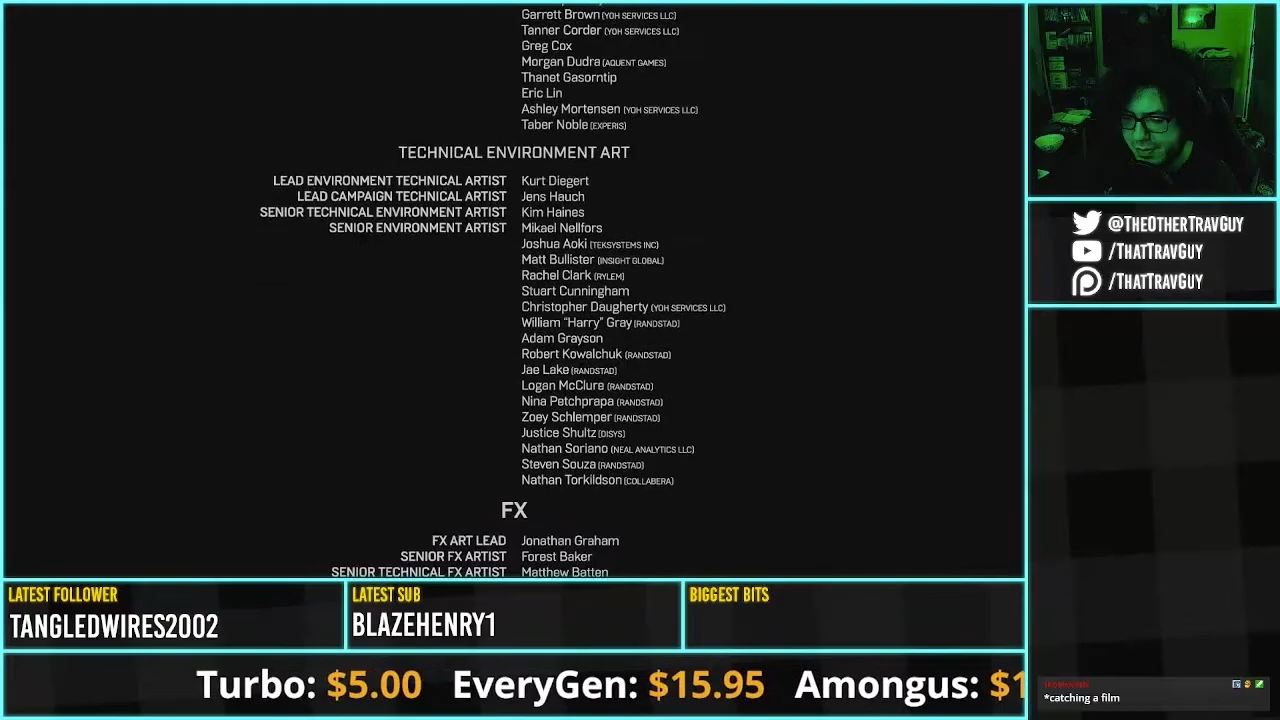 Garrett Brown (YOH SERVICES LLC)
Tanner Corder (YOH SERVICES LLC)
Greg Cox
Morgan Dudra (AQUENT GAMES)
Thanet Gasorntip
Eric Lin
Ashley Mortensen (YOH SERVICES LLC)
Taber Noble (EXPERIS)
TECHNICAL ENVIRONMENT ART
LEAD ENVIRONMENT TECHNICAL ARTIST Kurt Diegert
LEAD CAMPAIGN TECHNICAL ARTIST Jens Hauch
SENIOR TECHNICAL ENVIRONMENT ARTIST Kim Haines
SENIOR ENVIRONMENT ARTIST Mikael Nellfors
Joshua Aoki (TEKSYSTEMS INC)
Matt Bullister (INSIGHT GLOBAL)
Rachel Clark (RYLEM)
Stuart Cunningham
Christopher Daugherty (YOH SERVICES LLC)
William “Harry” Gray (RANDSTAD)
Adam Grayson
Robert Kowalchuk (RANDSTAD)
Jae Lake (RANDSTAD)
Logan McClure (RANDSTAD)
Nina Petchprapa (RANDSTAD)
Zoey Schlemper (RANDSTAD)
Justice Shultz (DISYS)
Nathan Soriano (NEAL ANALYTICS LLC)
Steven Souza (RANDSTAD)
Nathan Torkildson (COLLABERA)
FX
FX ART LEAD Jonathan Graham
SENIOR FX ARTIST Forest Baker
SENIOR TECHNICAL FX ARTIST Matthew Batten
@THEOTHERTRAVGUY
/THATTRAVGUY
/THATTRAVGUY
LATEST FOLLOWER
TANGLEDWIRES2002
LATEST SUB
BLAZEHENRY1
BIGGEST BITS
Turbo: $5.00 EveryGen: $15.95 Amongus: $1
*catching a film